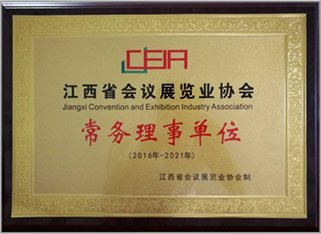 CEIA
江西省会议展览业协会
Jiangxi Convention and Exhibition Industry Association
常务理事单位
(2016年-2021年)
江西省会议展览业协会制